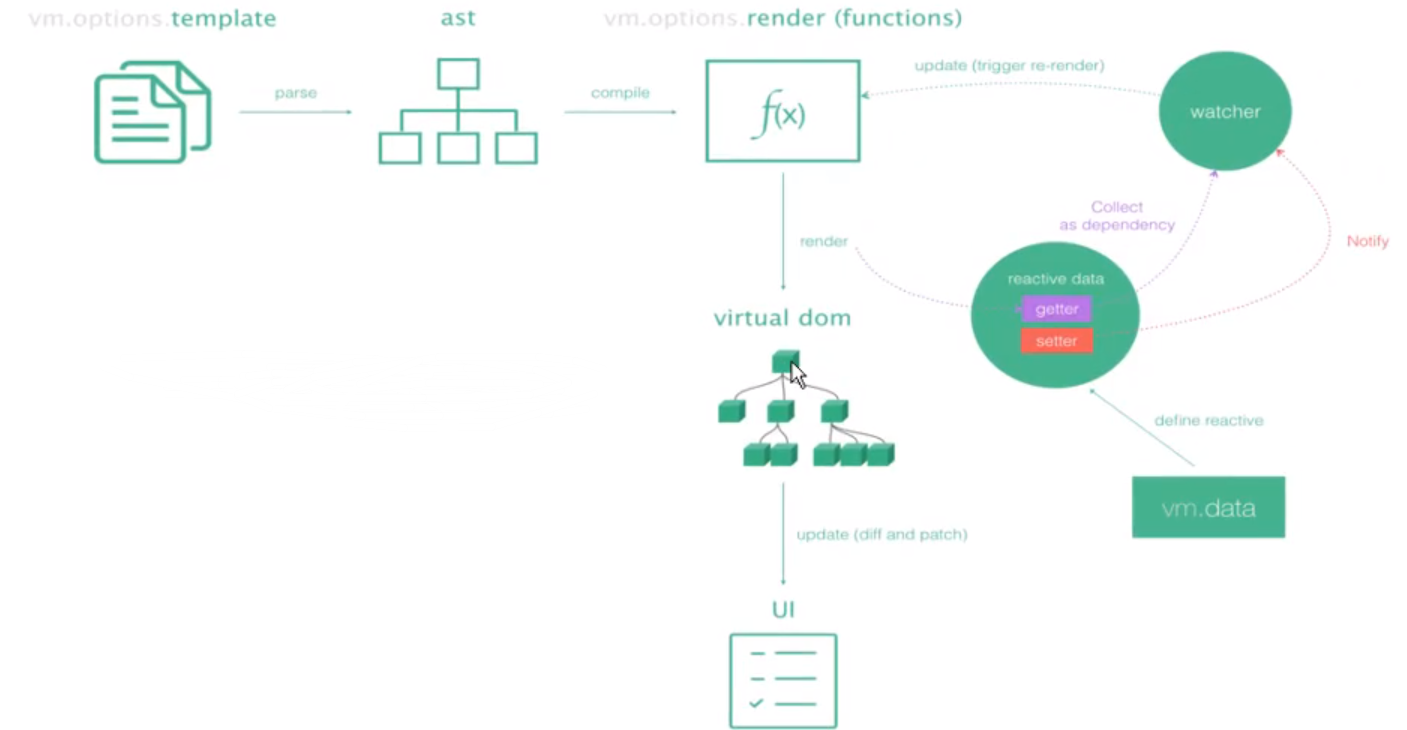 vm.options.template
ast
vm.options.render (functions)
parse
compile
f(x)
update (trigger re-render)
watcher
Collect
as dependency
Notify
render
reactive data
getter
setter
virtual dom
define reactive
vm.data
update (diff and patch)
UI